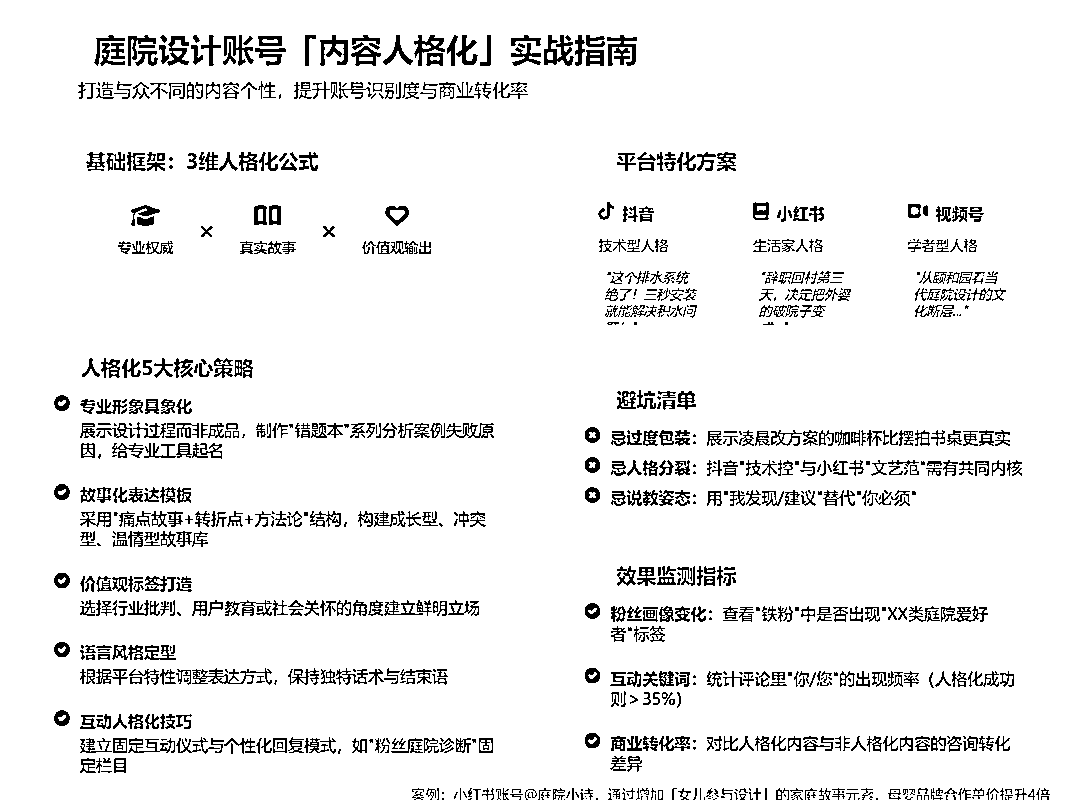 庭院设计账号「内容人格化」实战指南
打造与众不同的内容个性，提升账号识别度与商业转化率
基础框架：3维人格化公式
专业权威 × 真实故事 × 价值观输出
人格化5大核心策略
专业形象具象化
展示设计过程而非成品，制作"错题本"系列分析案例失败原
因，给专业工具起名
故事化表达模板
采用"痛点故事+转折点+方法论"结构，构建成长型、冲突
型、温情型故事库
价值观标签打造
选择行业批判、用户教育或社会关怀的角度建立鲜明立场
语言风格定型
根据平台特性调整表达方式，保持独特话术与结束语
互动人格化技巧
建立固定互动仪式与个性化回复模式，如"粉丝庭院诊断"固
定栏目
平台特化方案
抖音
技术型人格
"这个排水系统
绝了！三秒安装
就能解决积水问
小红书
生活家人格
"辞职回村第三
天，决定把外婆
的破院子变
视频号
学者型人格
"从颐和园看当
代庭院设计的文
化断层..."
避坑清单
忌过度包装：展示凌晨改方案的咖啡杯比摆拍书桌更真实
忌人格分裂：抖音"技术控"与小红书"文艺范"需有共同内核
忌说教姿态：用"我发现/建议"替代"你必须"
效果监测指标
粉丝画像变化：查看"铁粉"中是否出现"XX类庭院爱好
者"标签
互动关键词：统计评论里"你/您"的出现频率（人格化成功
则＞35%）
商业转化率：对比人格化内容与非人格化内容的咨询转化
差异
案例：小红书账号@庭院小诗，通过增加「女儿参与设计」的家庭故事元素，母婴品牌合作单价提升4倍